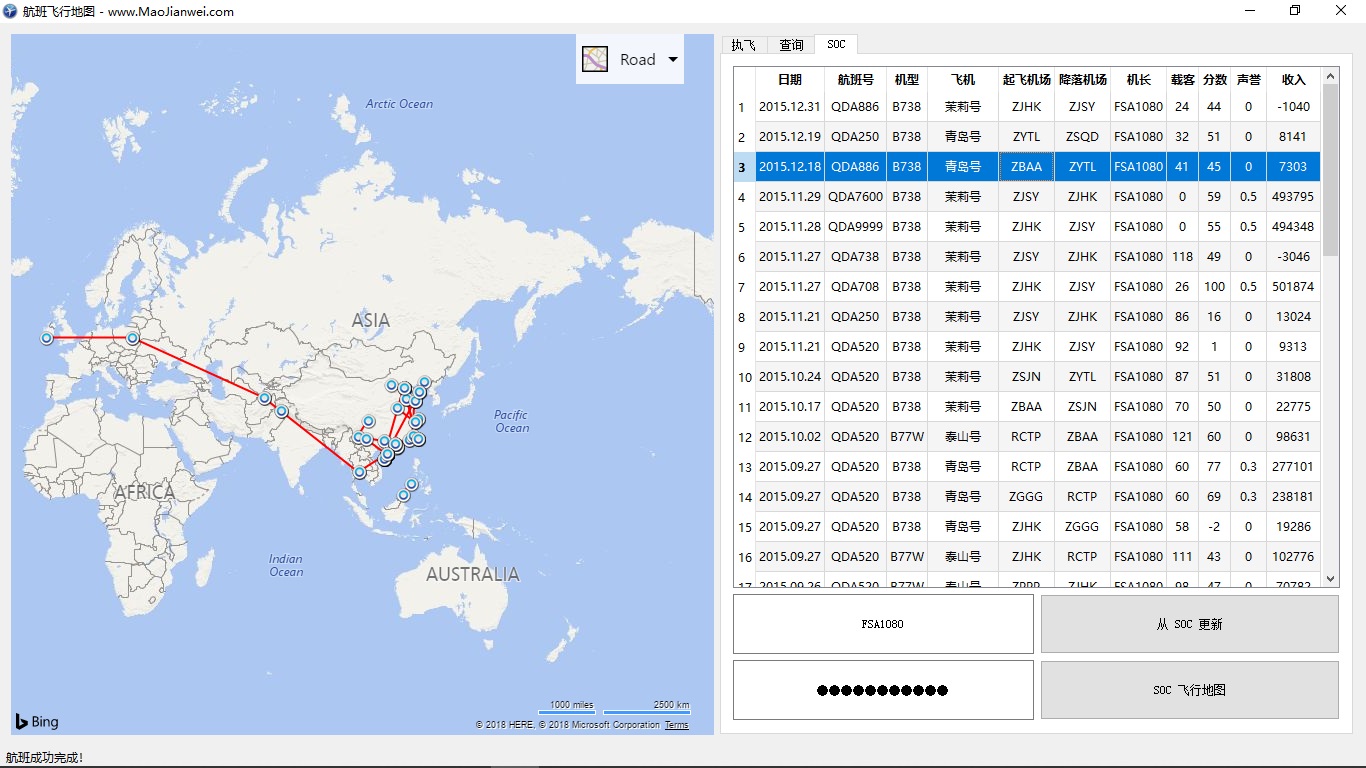 航班飞行地图 - www.MaoJianwei.com
Road
Arctic Ocean
ASIA
Pacific
Ocean
AFRICA
Indian
Ocean
AUSTRALIA
1000 miles 2500 km
Bing
© 2018 HERE, © 2018 Microsoft Corporation Terms
执飞 查询 SOC
日期 航班号 机型 飞机 起飞机场 降落机场 机长 载客 分数 声誉 收入
1 2015.12.31 QDA886 B738 茉莉号 ZJHK ZJSY FSA1080 24 44 0 -1040
2 2015.12.19 QDA250 B738 青岛号 ZYTL ZSQD FSA1080 32 51 0 8141
3 2015.12.18 QDA886 B738 青岛号 ZBAA ZYTL FSA1080 41 45 0 7303
4 2015.11.29 QDA7600 B738 茉莉号 ZJSY ZJHK FSA1080 0 59 0.5 493795
5 2015.11.28 QDA9999 B738 茉莉号 ZJHK ZJSY FSA1080 0 55 0.5 494348
6 2015.11.27 QDA738 B738 茉莉号 ZJSY ZJHK FSA1080 118 49 0 -3046
7 2015.11.27 QDA708 B738 茉莉号 ZJHK ZJSY FSA1080 26 100 0.5 501874
8 2015.11.21 QDA250 B738 茉莉号 ZJSY ZJHK FSA1080 86 16 0 13024
9 2015.11.21 QDA520 B738 茉莉号 ZJHK ZJSY FSA1080 92 1 0 9313
10 2015.10.24 QDA520 B738 茉莉号 ZSJN ZYTL FSA1080 87 51 0 31808
11 2015.10.17 QDA520 B738 茉莉号 ZBAA ZSJN FSA1080 70 50 0 22775
12 2015.10.02 QDA520 B77W 泰山号 RCTP ZBAA FSA1080 121 60 0 98631
13 2015.09.27 QDA520 B738 青岛号 RCTP ZBAA FSA1080 60 77 0.3 277101
14 2015.09.27 QDA520 B738 青岛号 ZGGG RCTP FSA1080 60 69 0.3 238181
15 2015.09.27 QDA520 B738 青岛号 ZJHK ZGGG FSA1080 58 -2 0 19286
16 2015.09.27 QDA520 B77W 泰山号 ZJHK RCTP FSA1080 111 43 0 102776
17 2015.09.26 QDA520 B77W 泰山号 ZPPP ZJHK FSA1080 98 47 0 70782
FSA1080 从 SOC 更新
●●●●●●●●●●● SOC 飞行地图
航班成功完成!